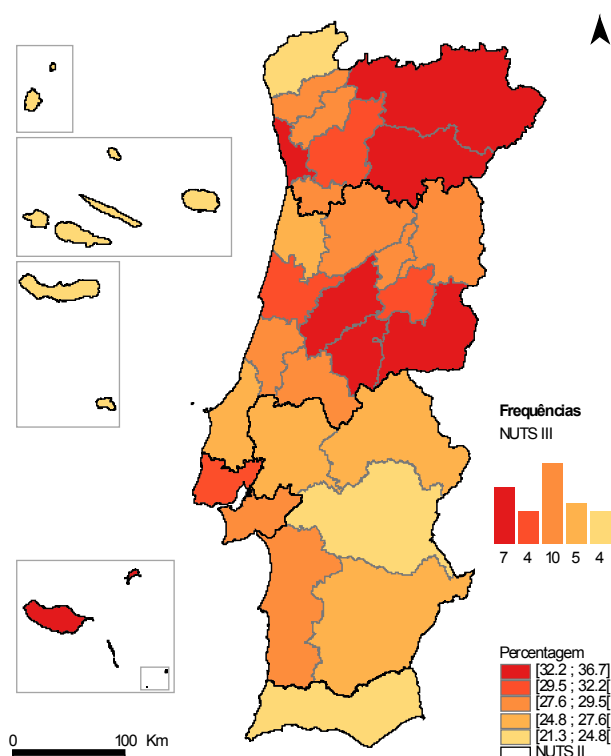 Frequências
NUTS III
7 4 10 5 4
Percentagem
[32.2 ; 36.7]
[29.5 ; 32.2[
[27.6 ; 29.5[
[24.8 ; 27.6[
[21.3 ; 24.8[
NUTS II
0 100 Km